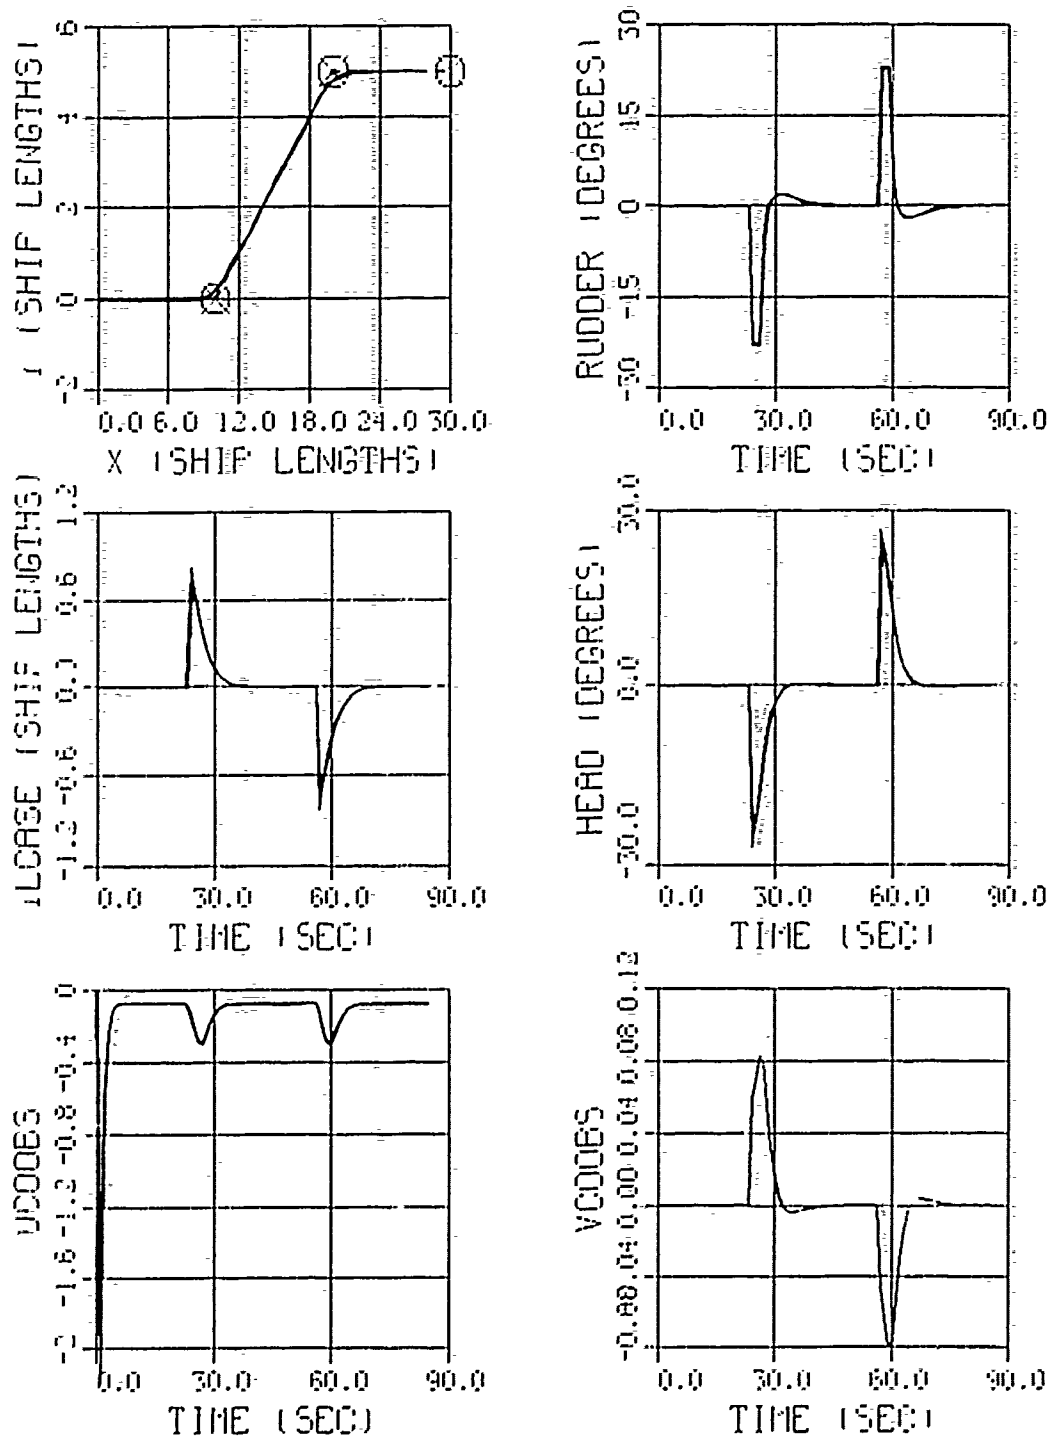 6
4
2
0
-2
Y (SHIP LENGTHS)
0.0 6.0 12.0 18.0 24.0 30.0
X (SHIP LENGTHS)
30
15
0
-15
-30
RUDDER (DEGREES)
0.0 30.0 60.0 90.0
TIME (SEC)
1.2
0.6
0.0
-0.6
-1.2
YLCASE (SHIP LENGTHS)
0.0 30.0 60.0 90.0
TIME (SEC)
30.0
0.0
-30.0
HEAD (DEGREES)
0.0 30.0 60.0 90.0
TIME (SEC)
0
-0.4
-0.8
-1.2
-1.6
-2
UCOOBS
0.0 30.0 60.0 90.0
TIME (SEC)
0.12
0.08
0.04
0.00
-0.04
-0.08
VCOOBS
0.0 30.0 60.0 90.0
TIME (SEC)